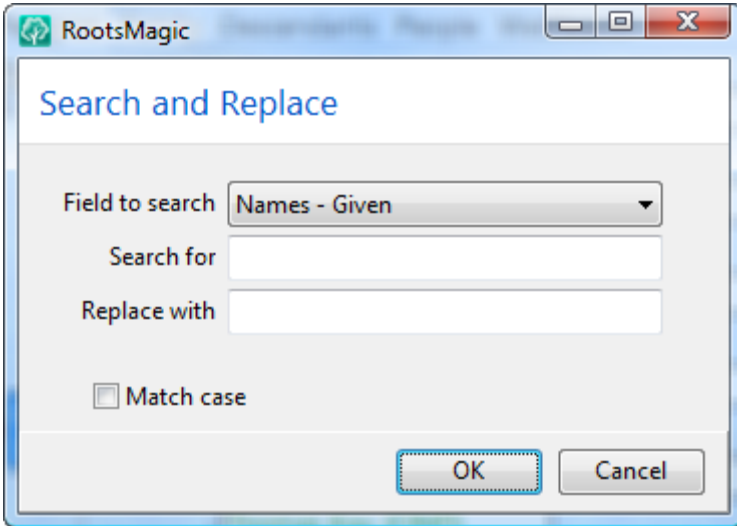 RootsMagic
Search and Replace
Field to search Names - Given
Search for
Replace with
Match case
OK Cancel